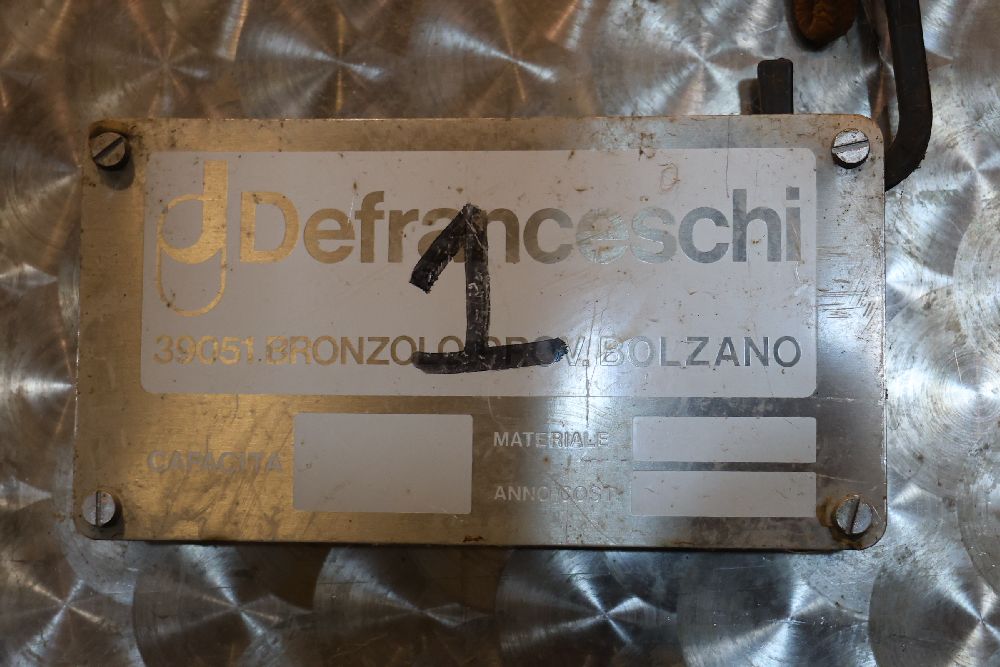 Defranceschi
1
39051 BRONZOLO PROV. BOLZANO
CAPACITA
MATERIALE
ANNO COST.